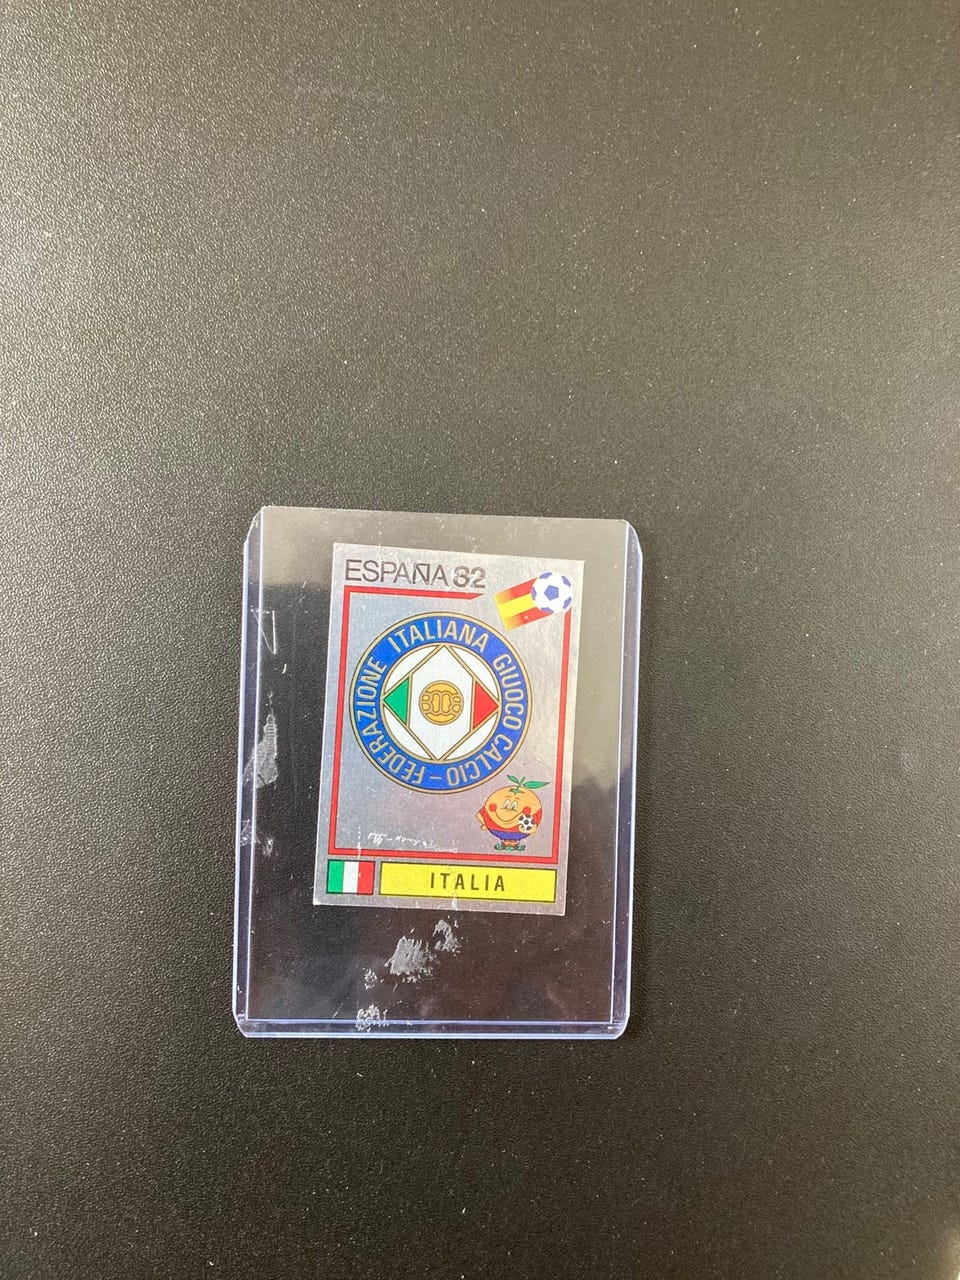 ESPAÑA 82
FEDERAZIONE ITALIANA GIUOCO CALCIO -
ITALIA